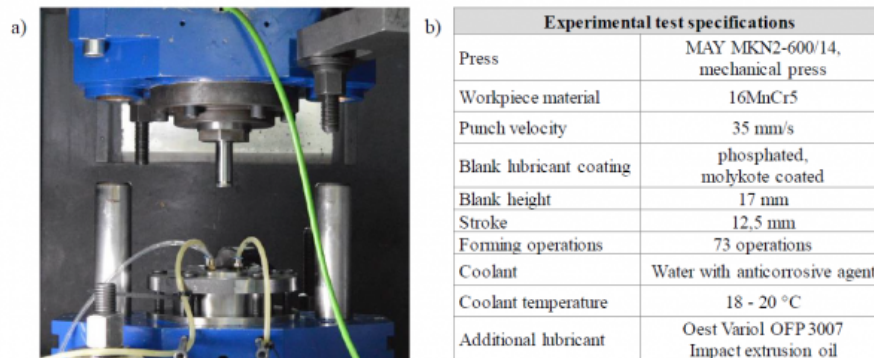 a)
b)
Experimental test specifications
Press
MAY MKN2-600/14,
mechanical press
Workpiece material
16MnCr5
Punch velocity
35 mm/s
Blank lubricant coating
phosphated,
molykote coated
Blank height
17 mm
Stroke
12,5 mm
Forming operations
73 operations
Coolant
Water with anticorrosive agent
Coolant temperature
18 - 20 °C
Additional lubricant
Oest Variol OFP 3007
Impact extrusion oil